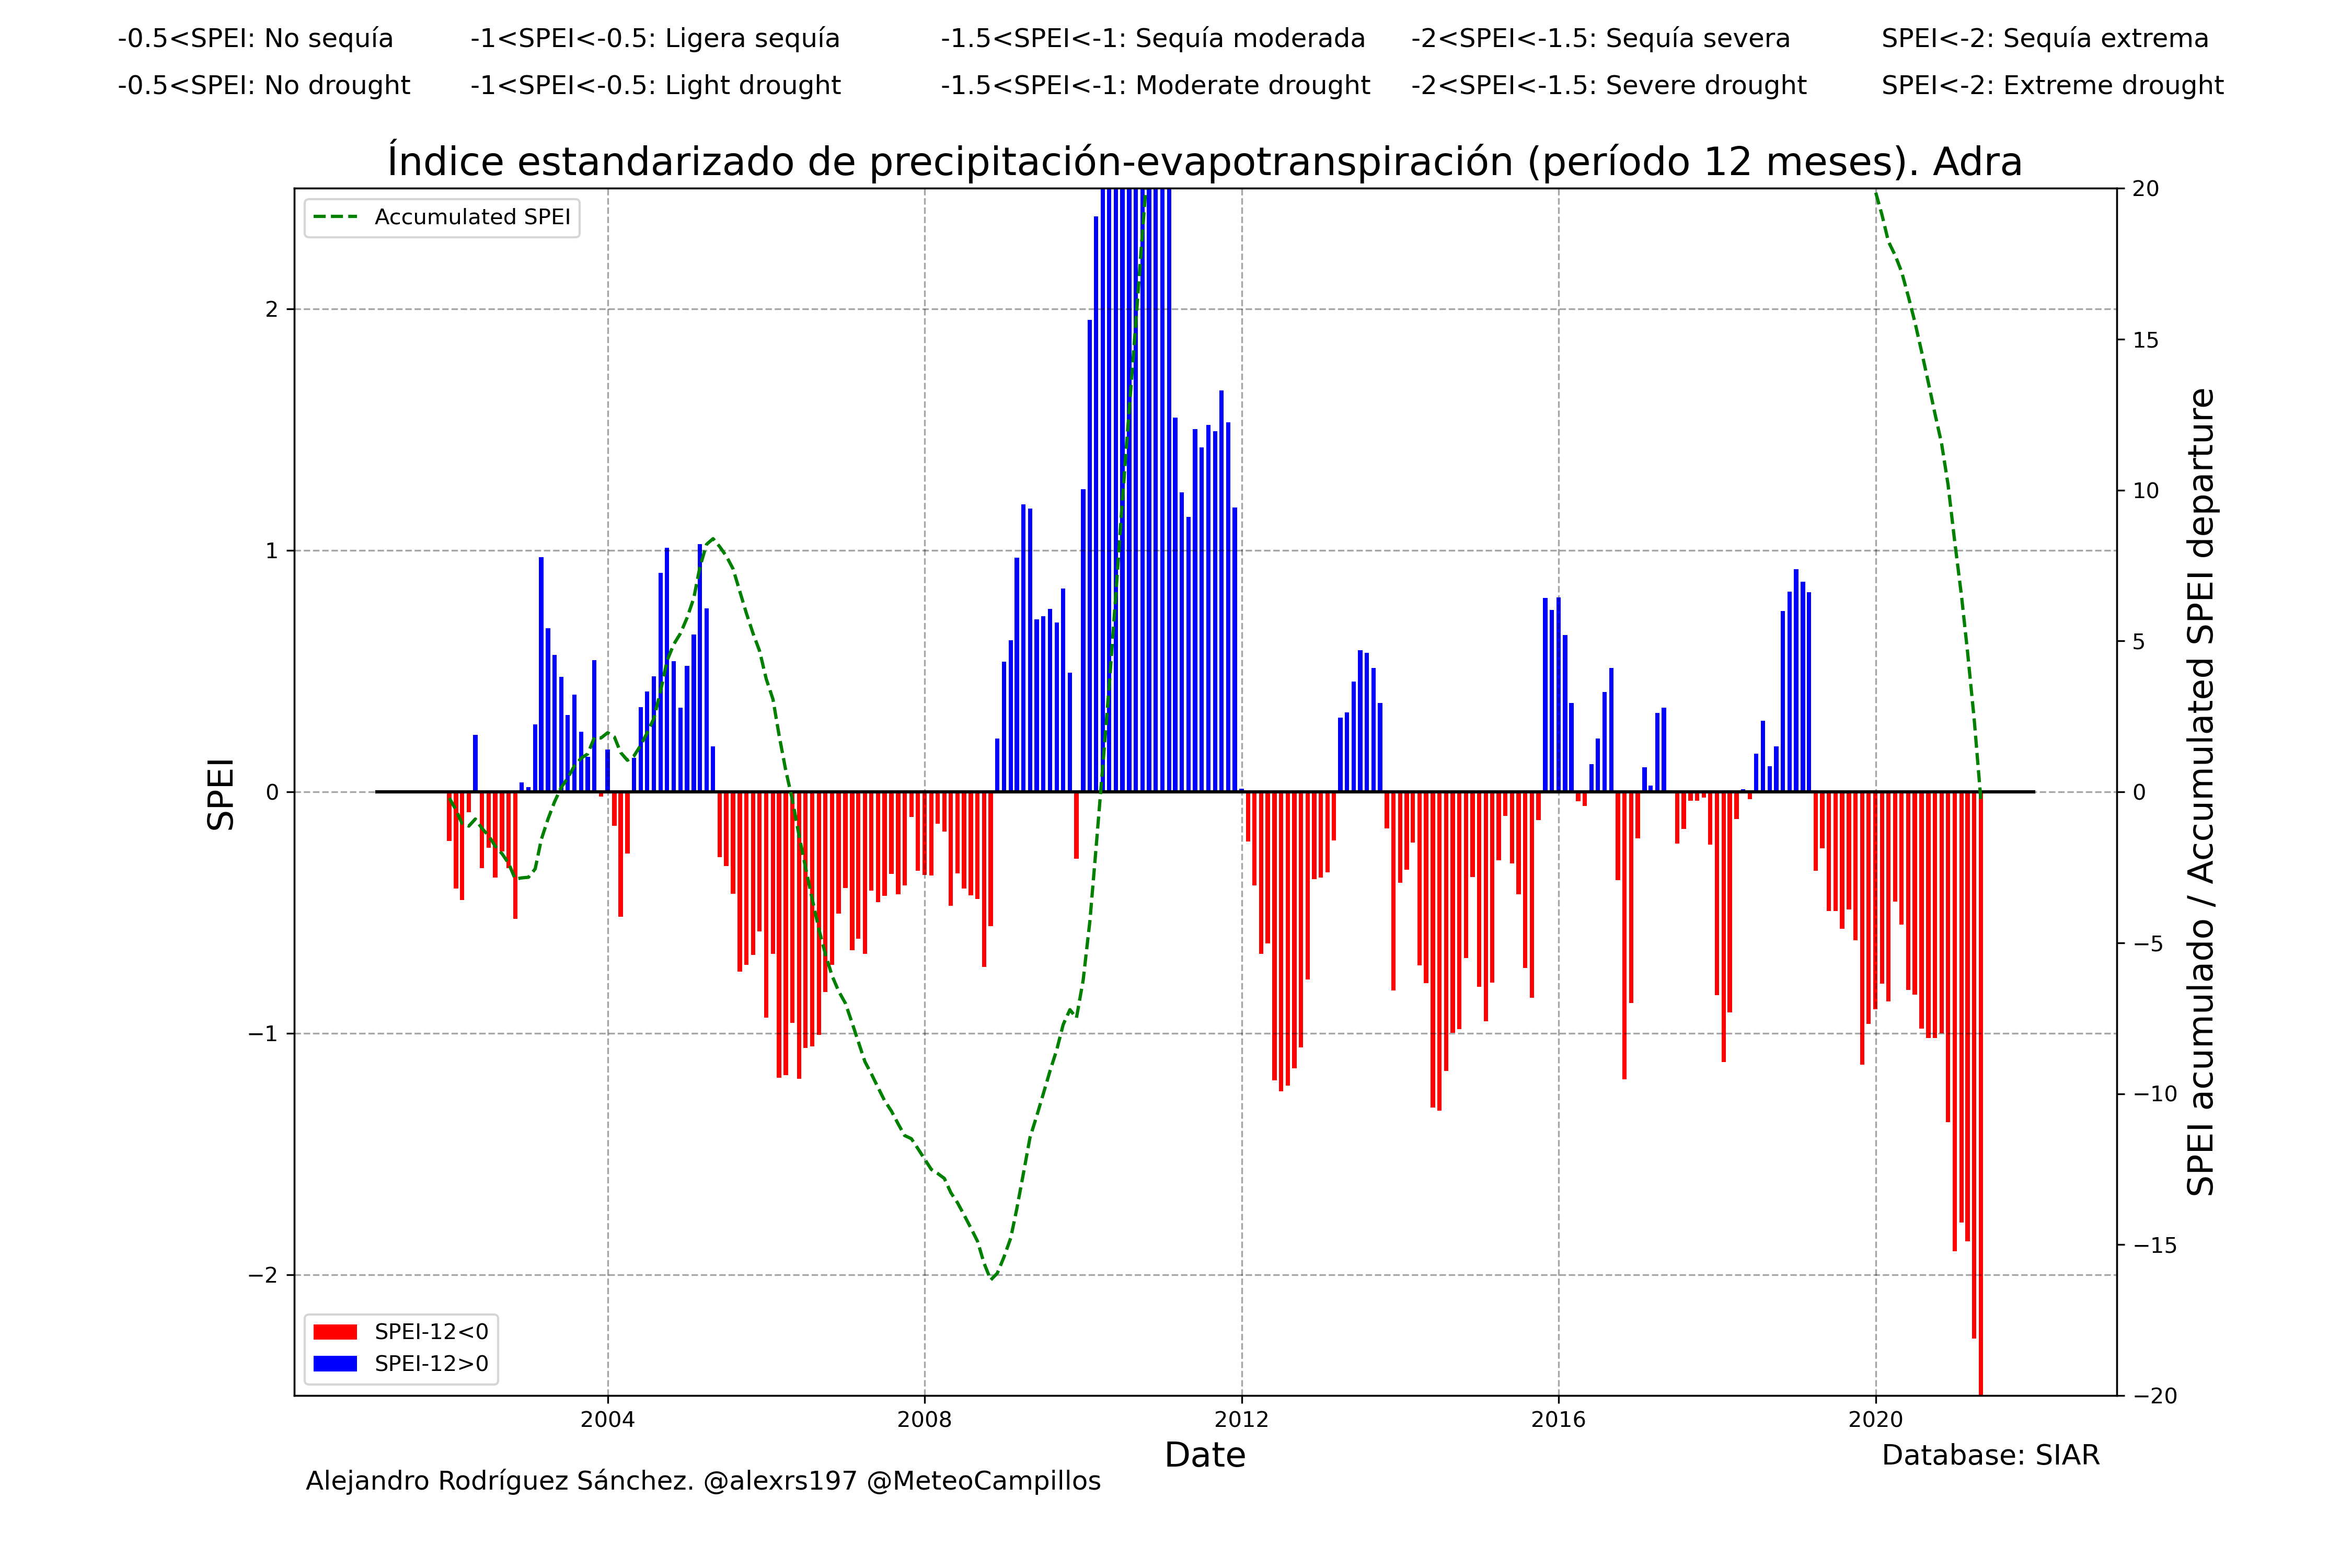 -0.5<SPEI: No sequía -1<SPEI<-0.5: Ligera sequía -1.5<SPEI<-1: Sequía moderada -2<SPEI<-1.5: Sequía severa SPEI<-2: Sequía extrema
-0.5<SPEI: No drought -1<SPEI<-0.5: Light drought -1.5<SPEI<-1: Moderate drought -2<SPEI<-1.5: Severe drought SPEI<-2: Extreme drought
Índice estandarizado de precipitación-evapotranspiración (período 12 meses). Adra
Accumulated SPEI
2
1
0
−1
−2
SPEI
20
15
10
5
0
−5
−10
−15
−20
SPEI acumulado / Accumulated SPEI departure
SPEI-12<0
SPEI-12>0
2004 2008 2012 2016 2020
Date
Database: SIAR
Alejandro Rodríguez Sánchez. @alexrs197 @MeteoCampillos